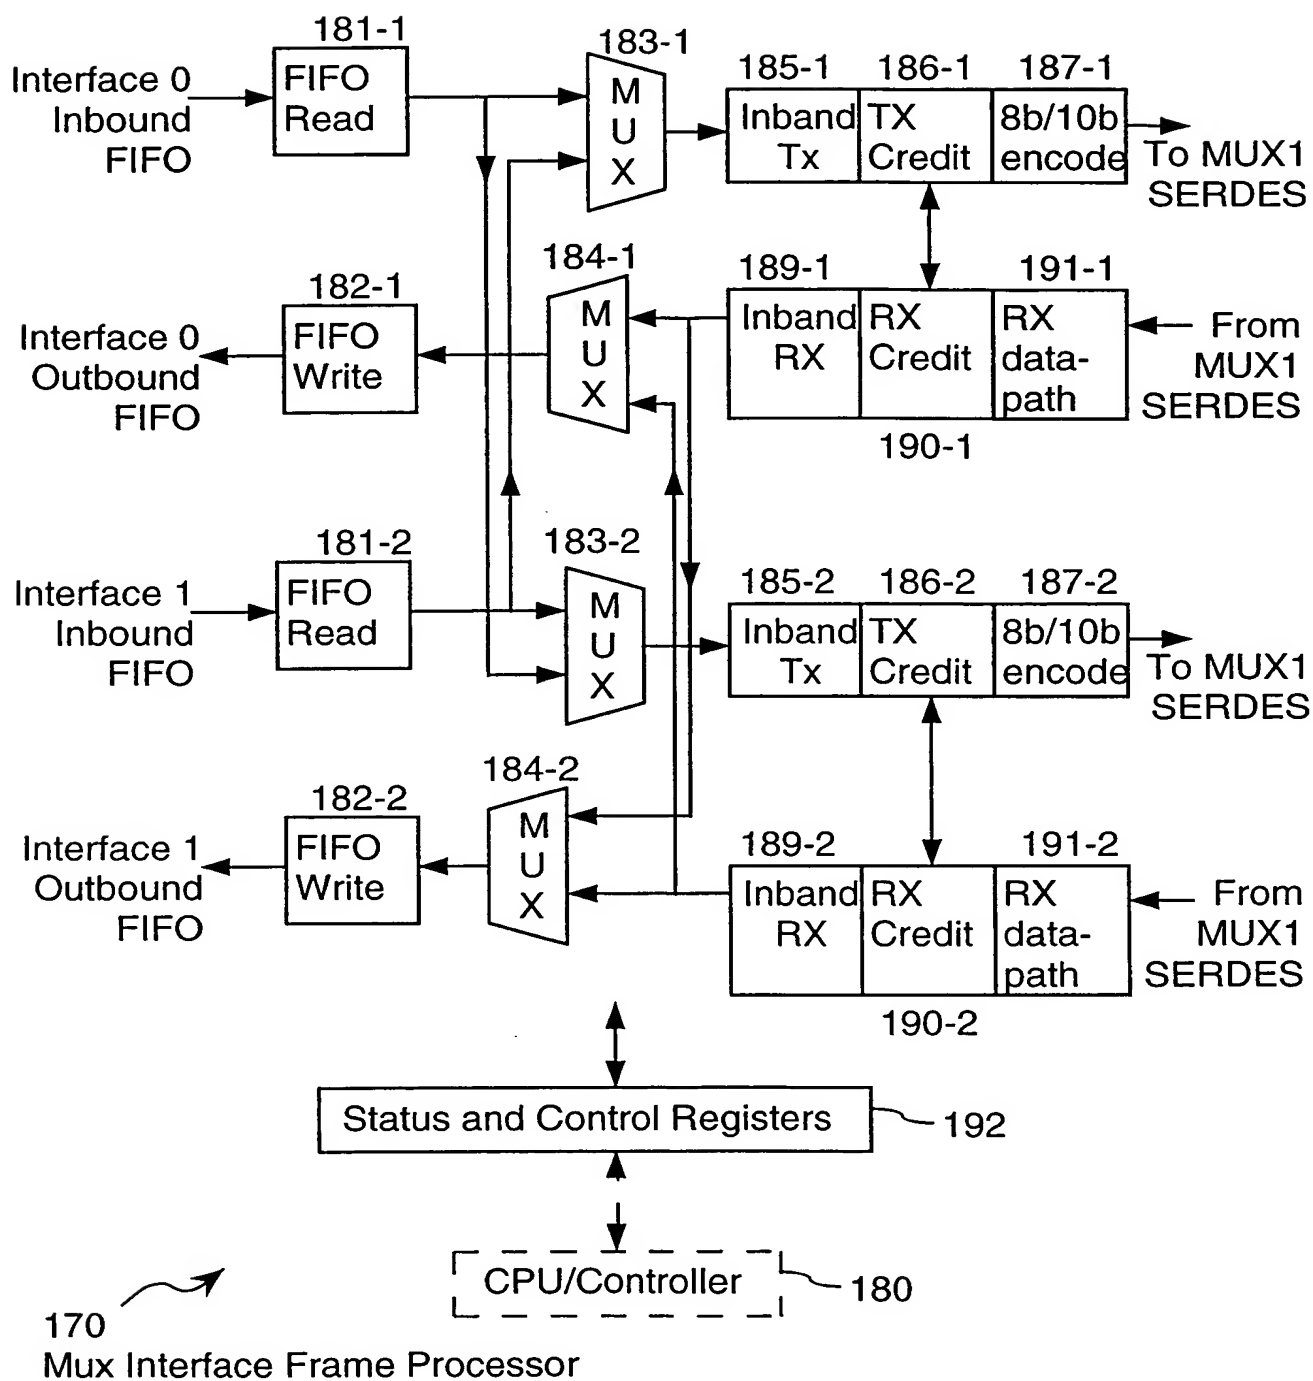 181-1
183-1
Interface 0
Inbound
FIFO
FIFO
Read
M
U
X
185-1 186-1 187-1
Inband
Tx
TX
Credit
8b/10b
encode
To MUX1
SERDES
184-1
182-1
Interface 0
Outbound
FIFO
FIFO
Write
M
U
X
189-1
191-1
Inband
RX
RX
Credit
RX
data-
path
From
MUX1
SERDES
190-1
181-2
183-2
Interface 1
Inbound
FIFO
FIFO
Read
M
U
X
185-2 186-2 187-2
Inband
Tx
TX
Credit
8b/10b
encode
To MUX1
SERDES
184-2
182-2
Interface 1
Outbound
FIFO
FIFO
Write
M
U
X
189-2
191-2
Inband
RX
RX
Credit
RX
data-
path
From
MUX1
SERDES
190-2
Status and Control Registers
192
CPU/Controller
180
170
Mux Interface Frame Processor